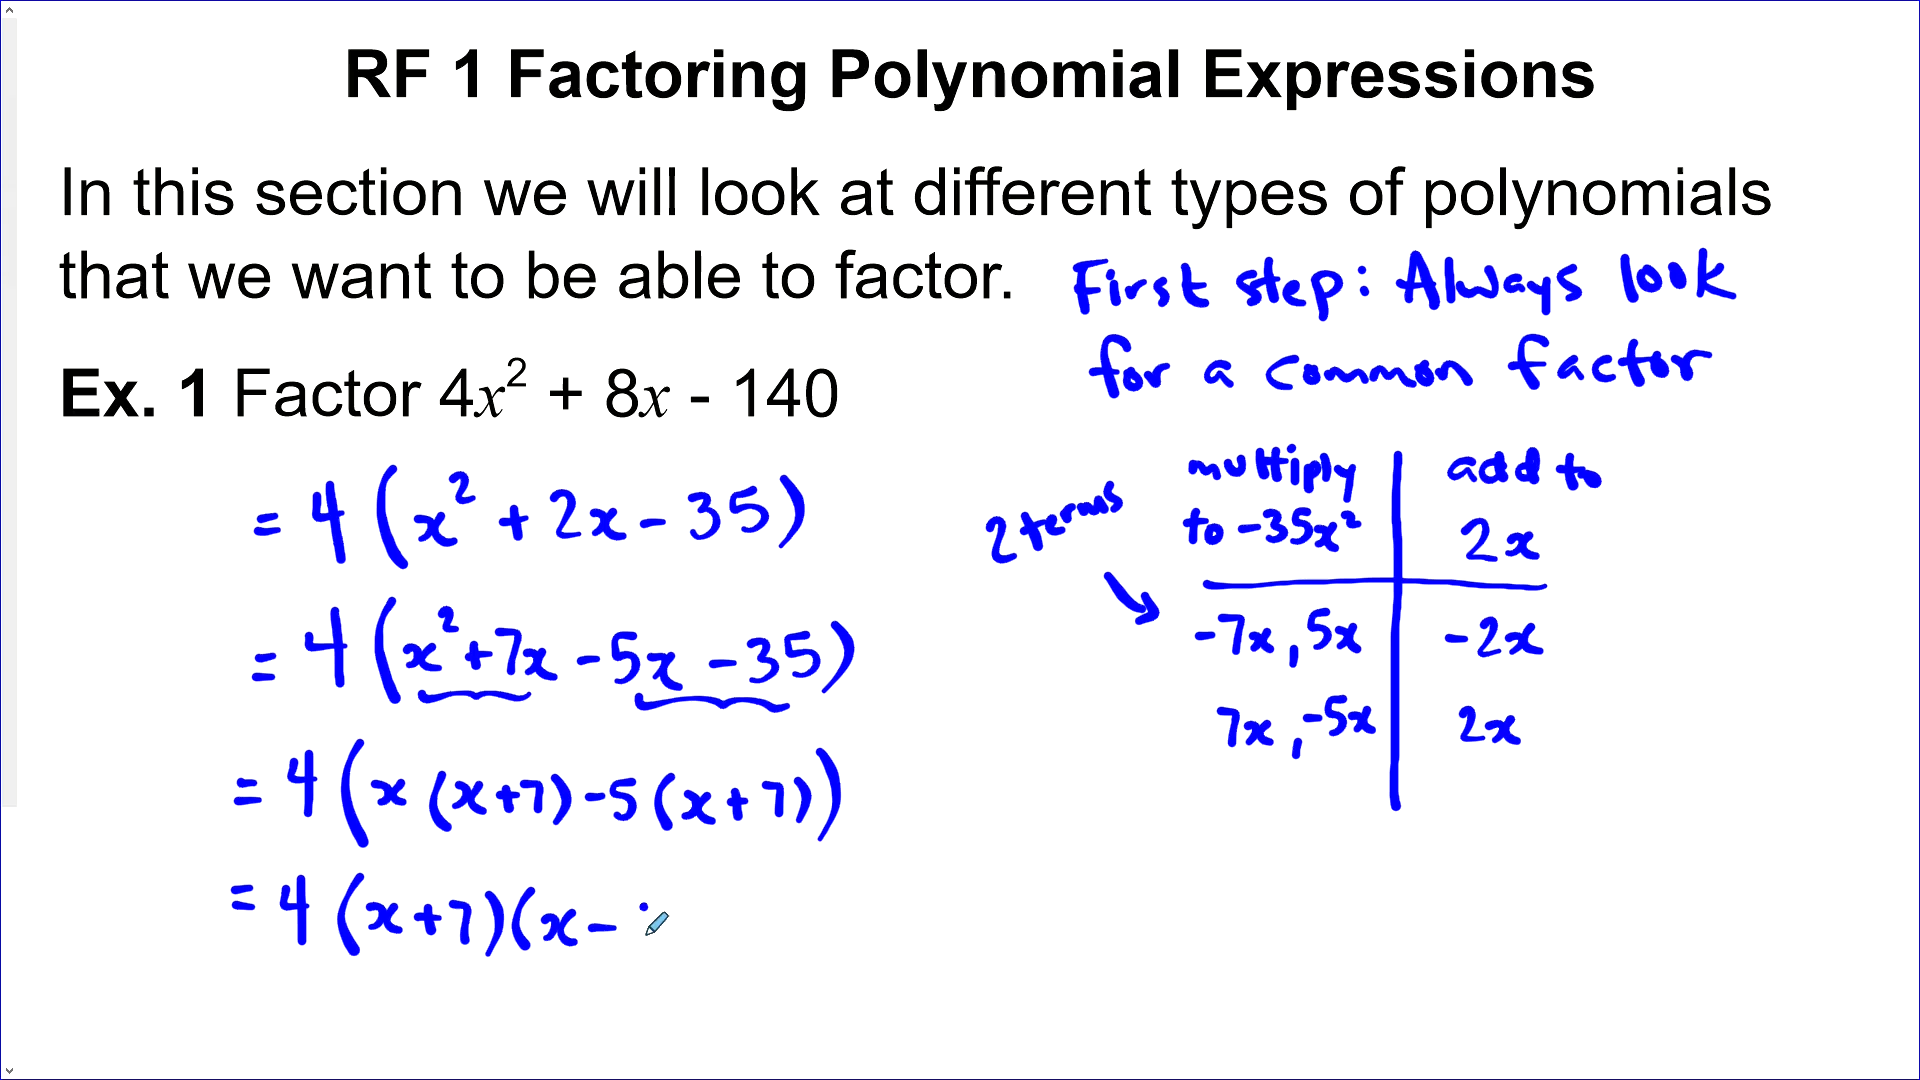 RF 1 Factoring Polynomial Expressions
In this section we will look at different types of polynomials
that we want to be able to factor.
First step: Always look
for a common factor
Ex. 1 Factor 4x² + 8x - 140
= 4(x² + 2x - 35)
= 4(x² + 7x - 5x - 35)
= 4(x(x+7) - 5(x+7))
= 4(x+7)(x-
2 terms
multiply
to -35x²
add to
2x
-7x, 5x
-2x
7x, -5x
2x